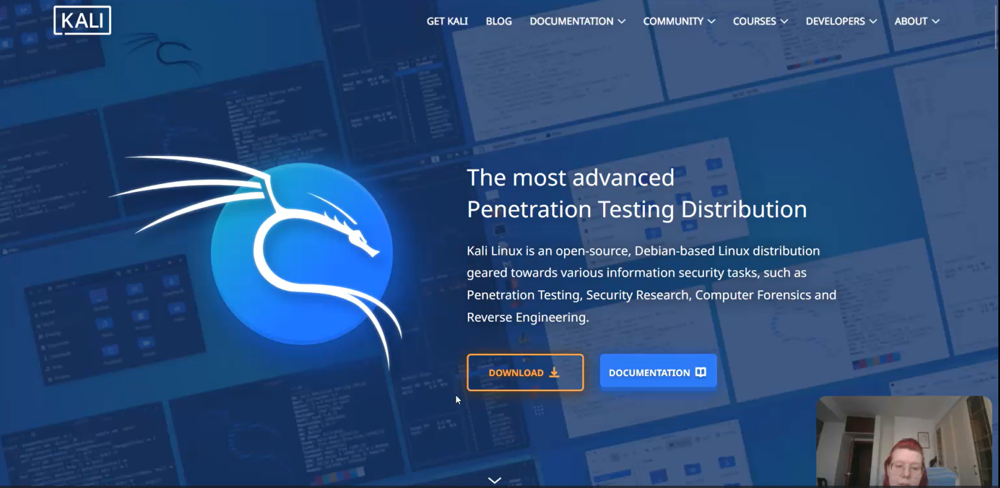 KALI
GET KALI BLOG DOCUMENTATION COMMUNITY COURSES DEVELOPERS ABOUT
The most advanced
Penetration Testing Distribution
Kali Linux is an open-source, Debian-based Linux distribution
geared towards various information security tasks, such as
Penetration Testing, Security Research, Computer Forensics and
Reverse Engineering.
DOWNLOAD DOCUMENTATION